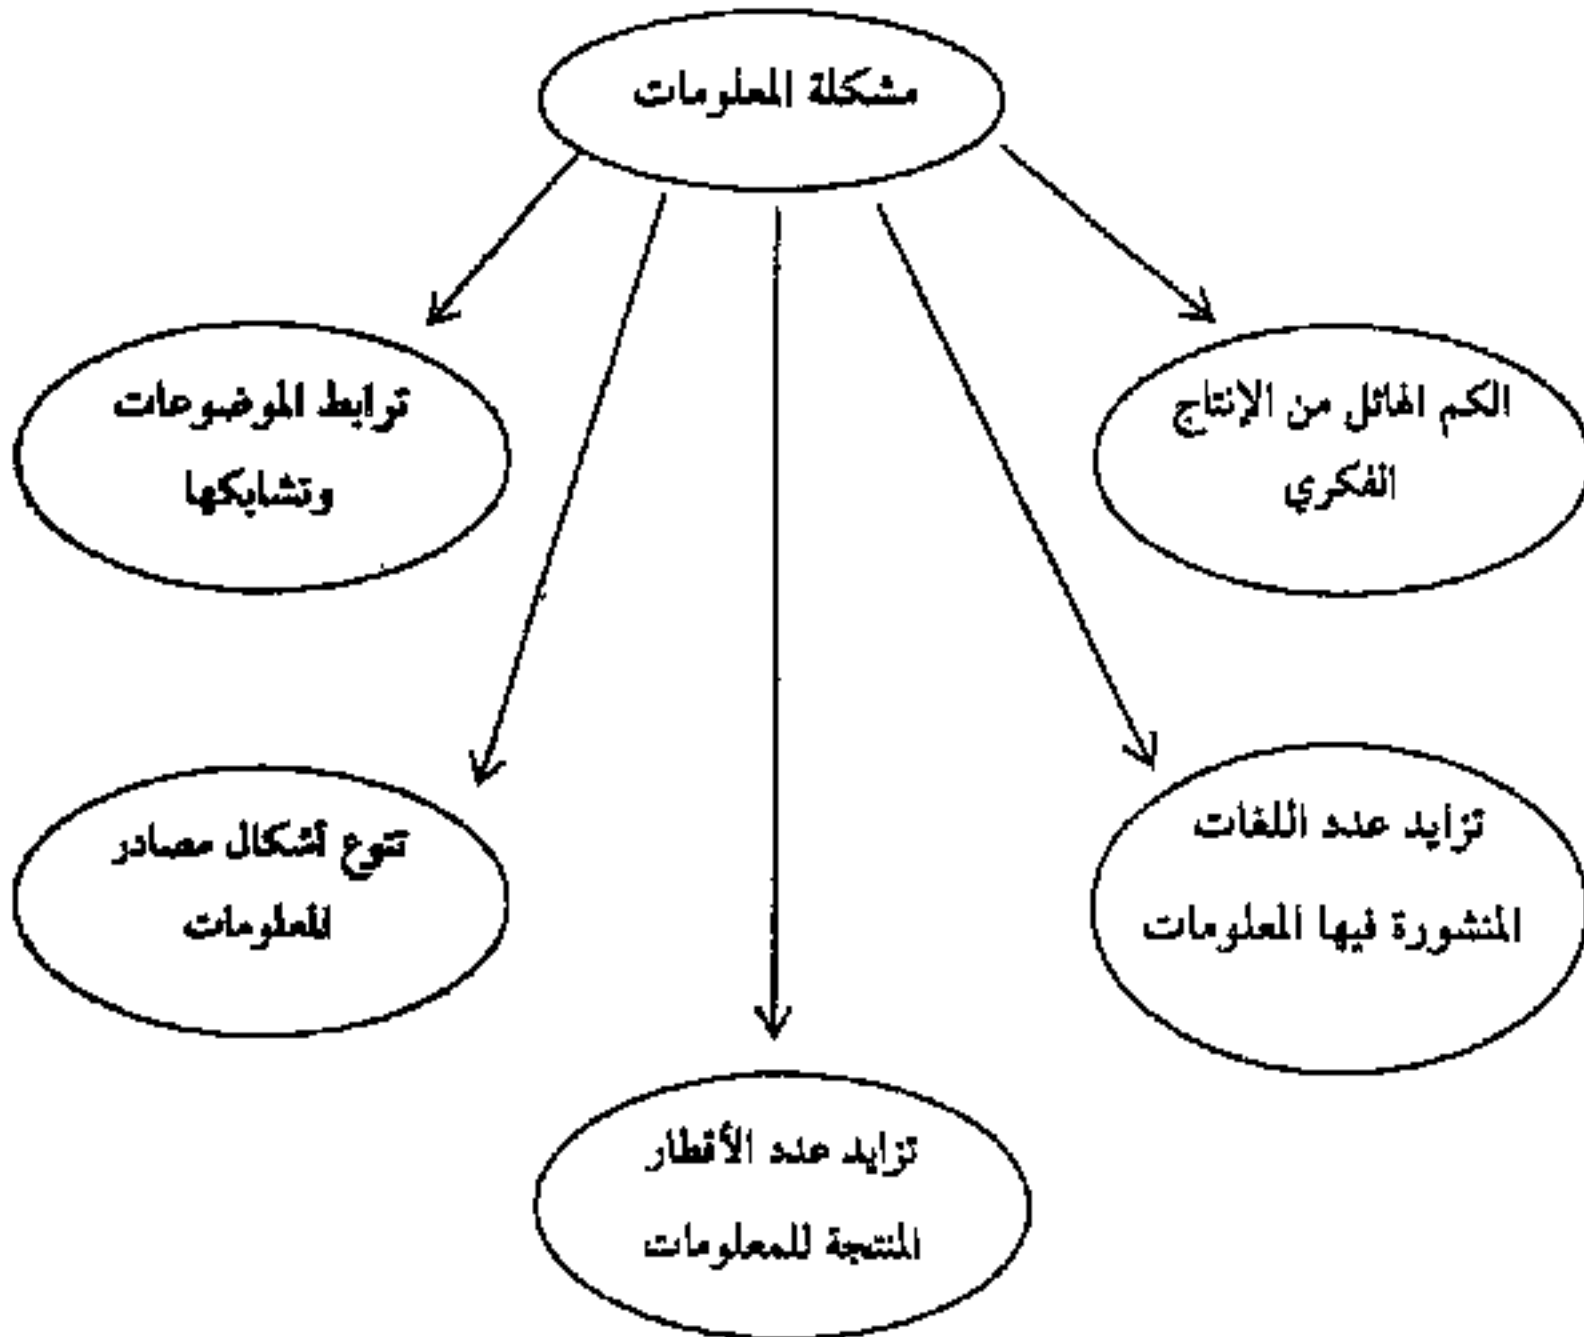 مشكلة المعلومات
الكم الهائل من الإنتاج
الفكري
ترابط الموضوعات
وتشابكها
تزايد عدد اللغات
المنشورة فيها المعلومات
تنوع أشكال مصادر
المعلومات
تزايد عدد الأقطار
المنتجة للمعلومات